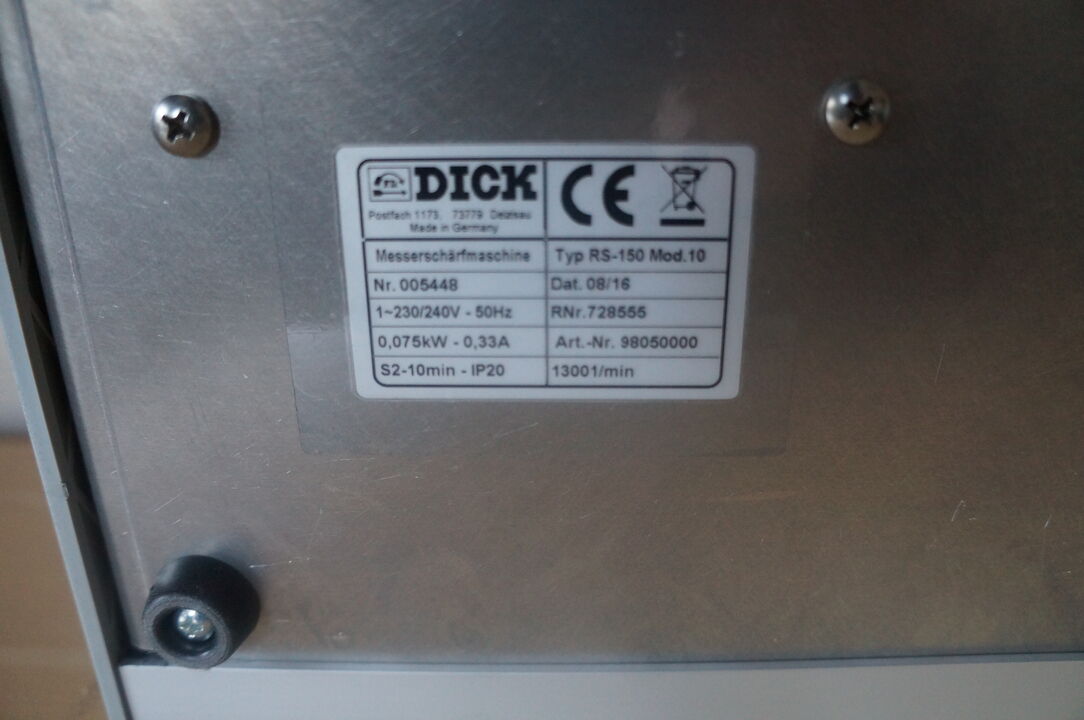 DICK
Postfach 1173, 73779 Deizisau
Made in Germany
CE
Messerschärfmaschine
Typ RS-150 Mod.10
Nr. 005448
Dat. 08/16
1~230/240V - 50Hz
RNr.728555
0,075kW - 0,33A
Art.-Nr. 98050000
S2-10min - IP20
13001/min